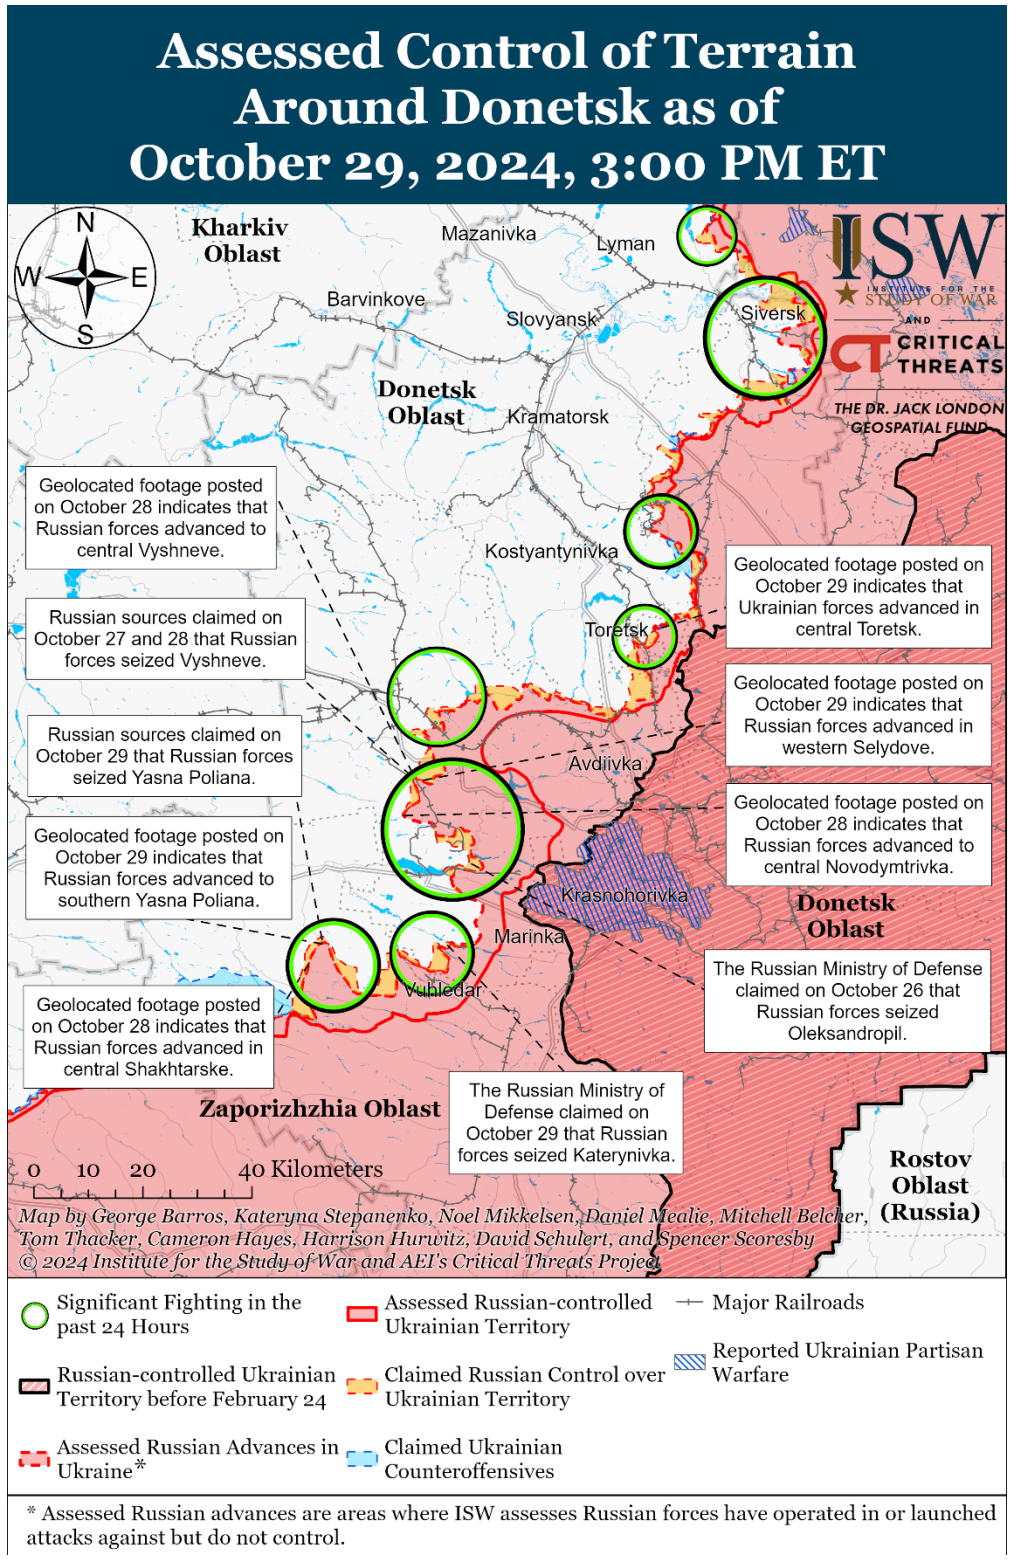 Assessed Control of Terrain
Around Donetsk as of
October 29, 2024, 3:00 PM ET
N
W
E
S
Kharkiv
Oblast
Mazanivka
Lyman
Barvinkove
Slovyansk
Siversk
ISW
INSTITUTE FOR THE
STUDY OF WAR
AND
CT CRITICAL
THREATS
THE DR. JACK LONDON
GEOSPATIAL FUND
Donetsk
Oblast
Kramatorsk
Geolocated footage posted
on October 28 indicates that
Russian forces advanced to
central Vyshneve.
Kostyantynivka
Geolocated footage posted on
October 29 indicates that
Ukrainian forces advanced in
central Toretsk.
Russian sources claimed on
October 27 and 28 that Russian
forces seized Vyshneve.
Toretsk
Geolocated footage posted on
October 29 indicates that
Russian forces advanced in
western Selydove.
Russian sources claimed on
October 29 that Russian forces
seized Yasna Poliana.
Avdiivka
Geolocated footage posted on
October 28 indicates that
Russian forces advanced to
central Novodymtrivka.
Geolocated footage posted on
October 29 indicates that
Russian forces advanced to
southern Yasna Poliana.
Krasnohorivka
Donetsk
Oblast
Marinka
Vuhledar
The Russian Ministry of Defense
claimed on October 26 that
Russian forces seized
Oleksandropil.
Geolocated footage posted
on October 28 indicates that
Russian forces advanced in
central Shakhtarske.
The Russian Ministry of
Defense claimed on
October 29 that Russian
forces seized Katerynivka.
Zaporizhzhia Oblast
Rostov
Oblast
(Russia)
0 10 20 40 Kilometers
Map by George Barros, Kateryna Stepanenko, Noel Mikkelsen, Daniel Mealie, Mitchell Belcher,
Tom Thacker, Cameron Hayes, Harrison Hurwitz, David Schulert, and Spencer Scoresby
© 2024 Institute for the Study of War and AEI's Critical Threats Project
Significant Fighting in the
past 24 Hours
Assessed Russian-controlled
Ukrainian Territory
Major Railroads
Reported Ukrainian Partisan
Warfare
Russian-controlled Ukrainian
Territory before February 24
Claimed Russian Control over
Ukrainian Territory
Assessed Russian Advances in
Ukraine*
Claimed Ukrainian
Counteroffensives
* Assessed Russian advances are areas where ISW assesses Russian forces have operated in or launched
attacks against but do not control.